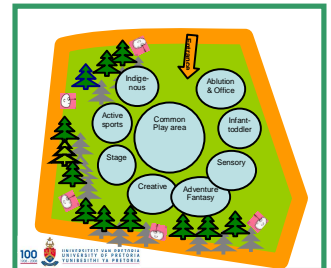 Entrance
Indige-
nous
Ablution
& Office
Active
sports
Common
Play area
Infant-
toddler
Stage
Sensory
Creative
Adventure
Fantasy
100
UNIVERSITEIT VAN PRETORIA
UNIVERSITY OF PRETORIA
YUNIBESITHI YA PRETORIA